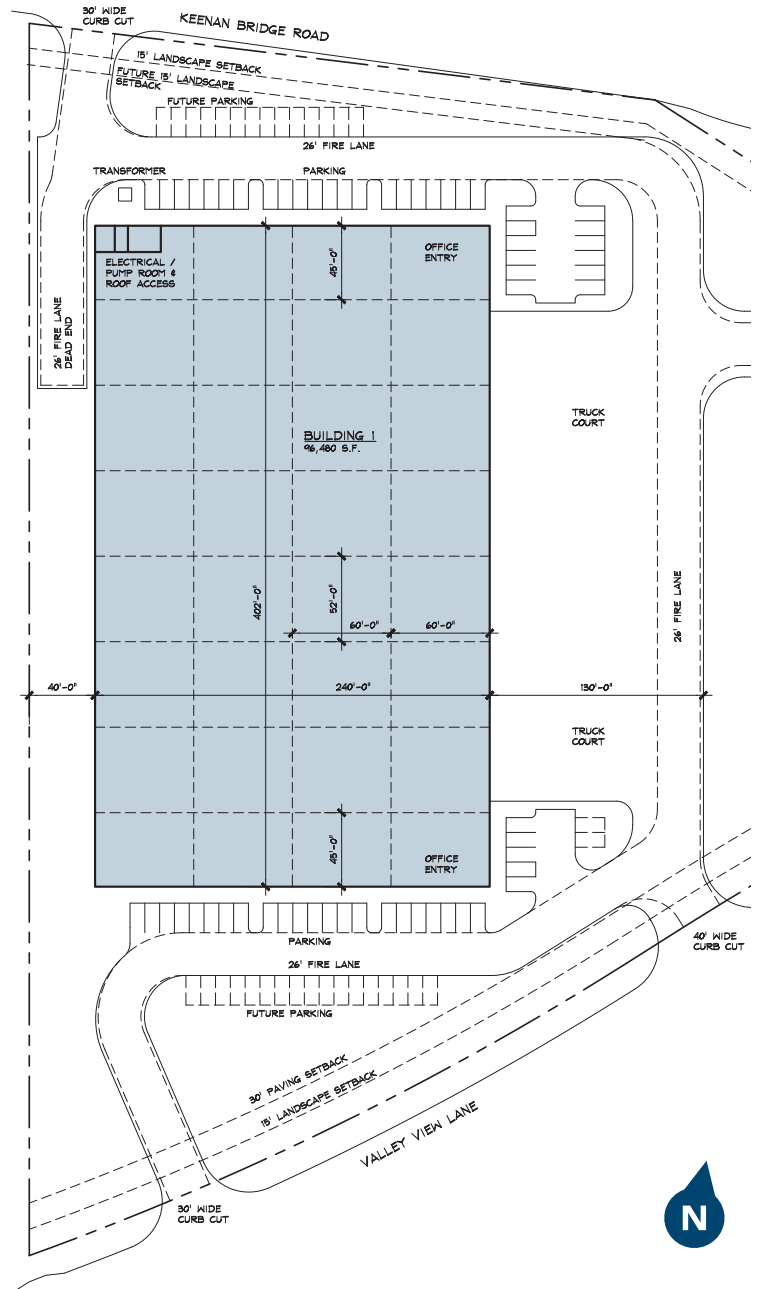 30' WIDE
CURB CUT
KEENAN BRIDGE ROAD
15' LANDSCAPE SETBACK
FUTURE 15' LANDSCAPE
SETBACK
FUTURE PARKING
26' FIRE LANE
TRANSFORMER
PARKING
ELECTRICAL /
PUMP ROOM &
ROOF ACCESS
45'-0"
OFFICE
ENTRY
26' FIRE LANE
DEAD END
TRUCK
COURT
BUILDING 1
96,480 S.F.
402'-0"
52'-0"
60'-0"
60'-0"
26' FIRE LANE
40'-0"
240'-0"
130'-0"
TRUCK
COURT
45'-0"
OFFICE
ENTRY
PARKING
26' FIRE LANE
40' WIDE
CURB CUT
FUTURE PARKING
30' PAVING SETBACK
15' LANDSCAPE SETBACK
VALLEY VIEW LANE
30' WIDE
CURB CUT
N